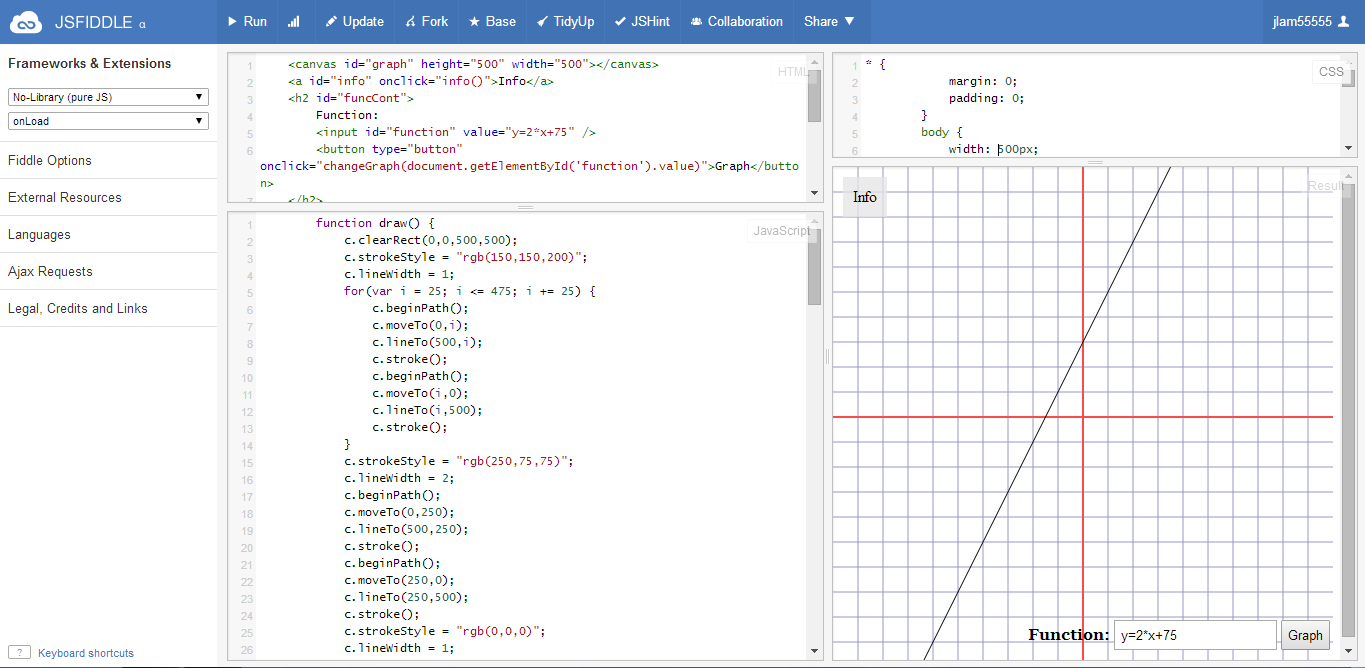 JSFIDDLE α
Run
Update
Fork
Base
TidyUp
JSHint
Collaboration
Share ▼
jlam55555
Frameworks & Extensions
No-Library (pure JS)
onLoad
Fiddle Options
External Resources
Languages
Ajax Requests
Legal, Credits and Links
? Keyboard shortcuts
HTML
1 <canvas id="graph" height="500" width="500"></canvas>
2 <a id="info" onclick="info()">Info</a>
3 <h2 id="funcCont">
4 Function:
5 <input id="function" value="y=2*x+75" />
6 <button type="button"
onclick="changeGraph(document.getElementById('function').value)">Graph</butto
n>
7 </h2>
JavaScript
1 function draw() {
2 c.clearRect(0,0,500,500);
3 c.strokeStyle = "rgb(150,150,200)";
4 c.lineWidth = 1;
5 for(var i = 25; i <= 475; i += 25) {
6 c.beginPath();
7 c.moveTo(0,i);
8 c.lineTo(500,i);
9 c.stroke();
10 c.beginPath();
11 c.moveTo(i,0);
12 c.lineTo(i,500);
13 c.stroke();
14 }
15 c.strokeStyle = "rgb(250,75,75)";
16 c.lineWidth = 2;
17 c.beginPath();
18 c.moveTo(0,250);
19 c.lineTo(500,250);
20 c.stroke();
21 c.beginPath();
22 c.moveTo(250,0);
23 c.lineTo(250,500);
24 c.stroke();
25 c.strokeStyle = "rgb(0,0,0)";
26 c.lineWidth = 1;
CSS
1 * {
2 margin: 0;
3 padding: 0;
4 }
5 body {
6 width: 500px;
Result
Info
Function: y=2*x+75 Graph